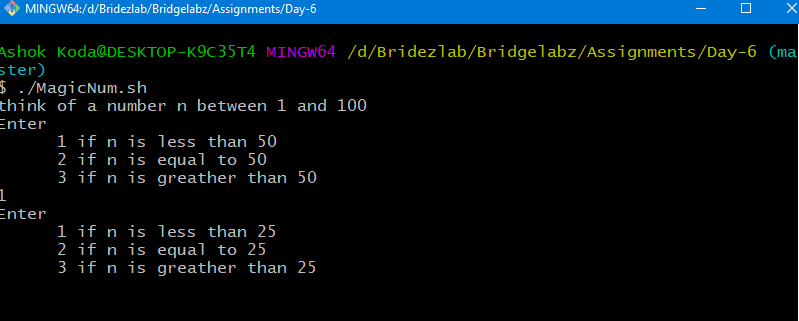 MINGW64:/d/Bridezlab/Bridgelabz/Assignments/Day-6
Ashok Koda@DESKTOP-K9C35T4 MINGW64 /d/Bridezlab/Bridgelabz/Assignments/Day-6 (ma
ster)
$ ./MagicNum.sh
think of a number n between 1 and 100
Enter
1 if n is less than 50
2 if n is equal to 50
3 if n is greather than 50
1
Enter
1 if n is less than 25
2 if n is equal to 25
3 if n is greather than 25